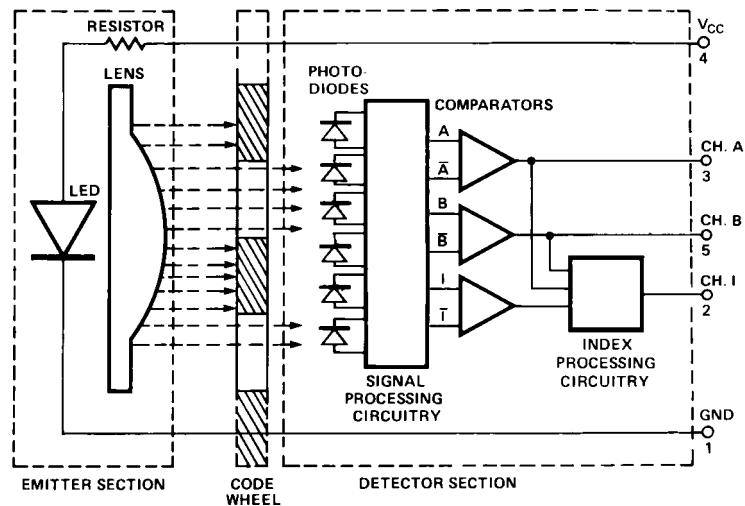 RESISTOR
VCC
4
LENS
PHOTO-
DIODES
COMPARATORS
A
A̅
CH. A
3
LED
B
B̅
CH. B
5
I
I̅
CH. I
2
INDEX
PROCESSING
CIRCUITRY
SIGNAL
PROCESSING
CIRCUITRY
GND
1
EMITTER SECTION
CODE
WHEEL
DETECTOR SECTION